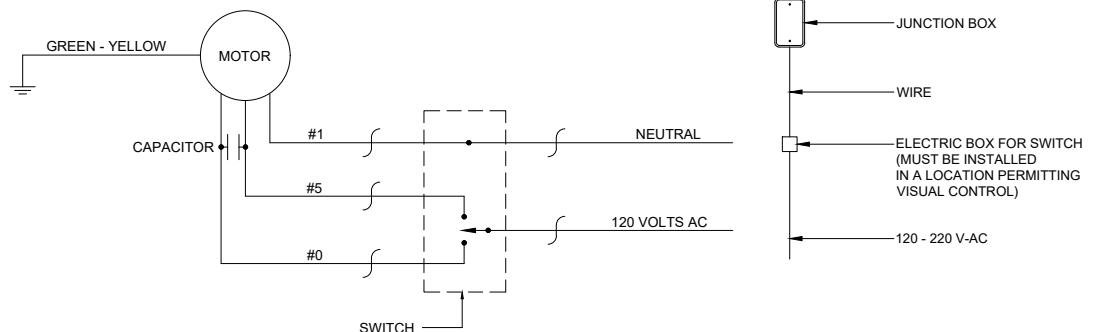 GREEN - YELLOW
MOTOR
CAPACITOR
#1
NEUTRAL
#5
120 VOLTS AC
#0
SWITCH
JUNCTION BOX
WIRE
ELECTRIC BOX FOR SWITCH
(MUST BE INSTALLED
IN A LOCATION PERMITTING
VISUAL CONTROL)
120 - 220 V-AC